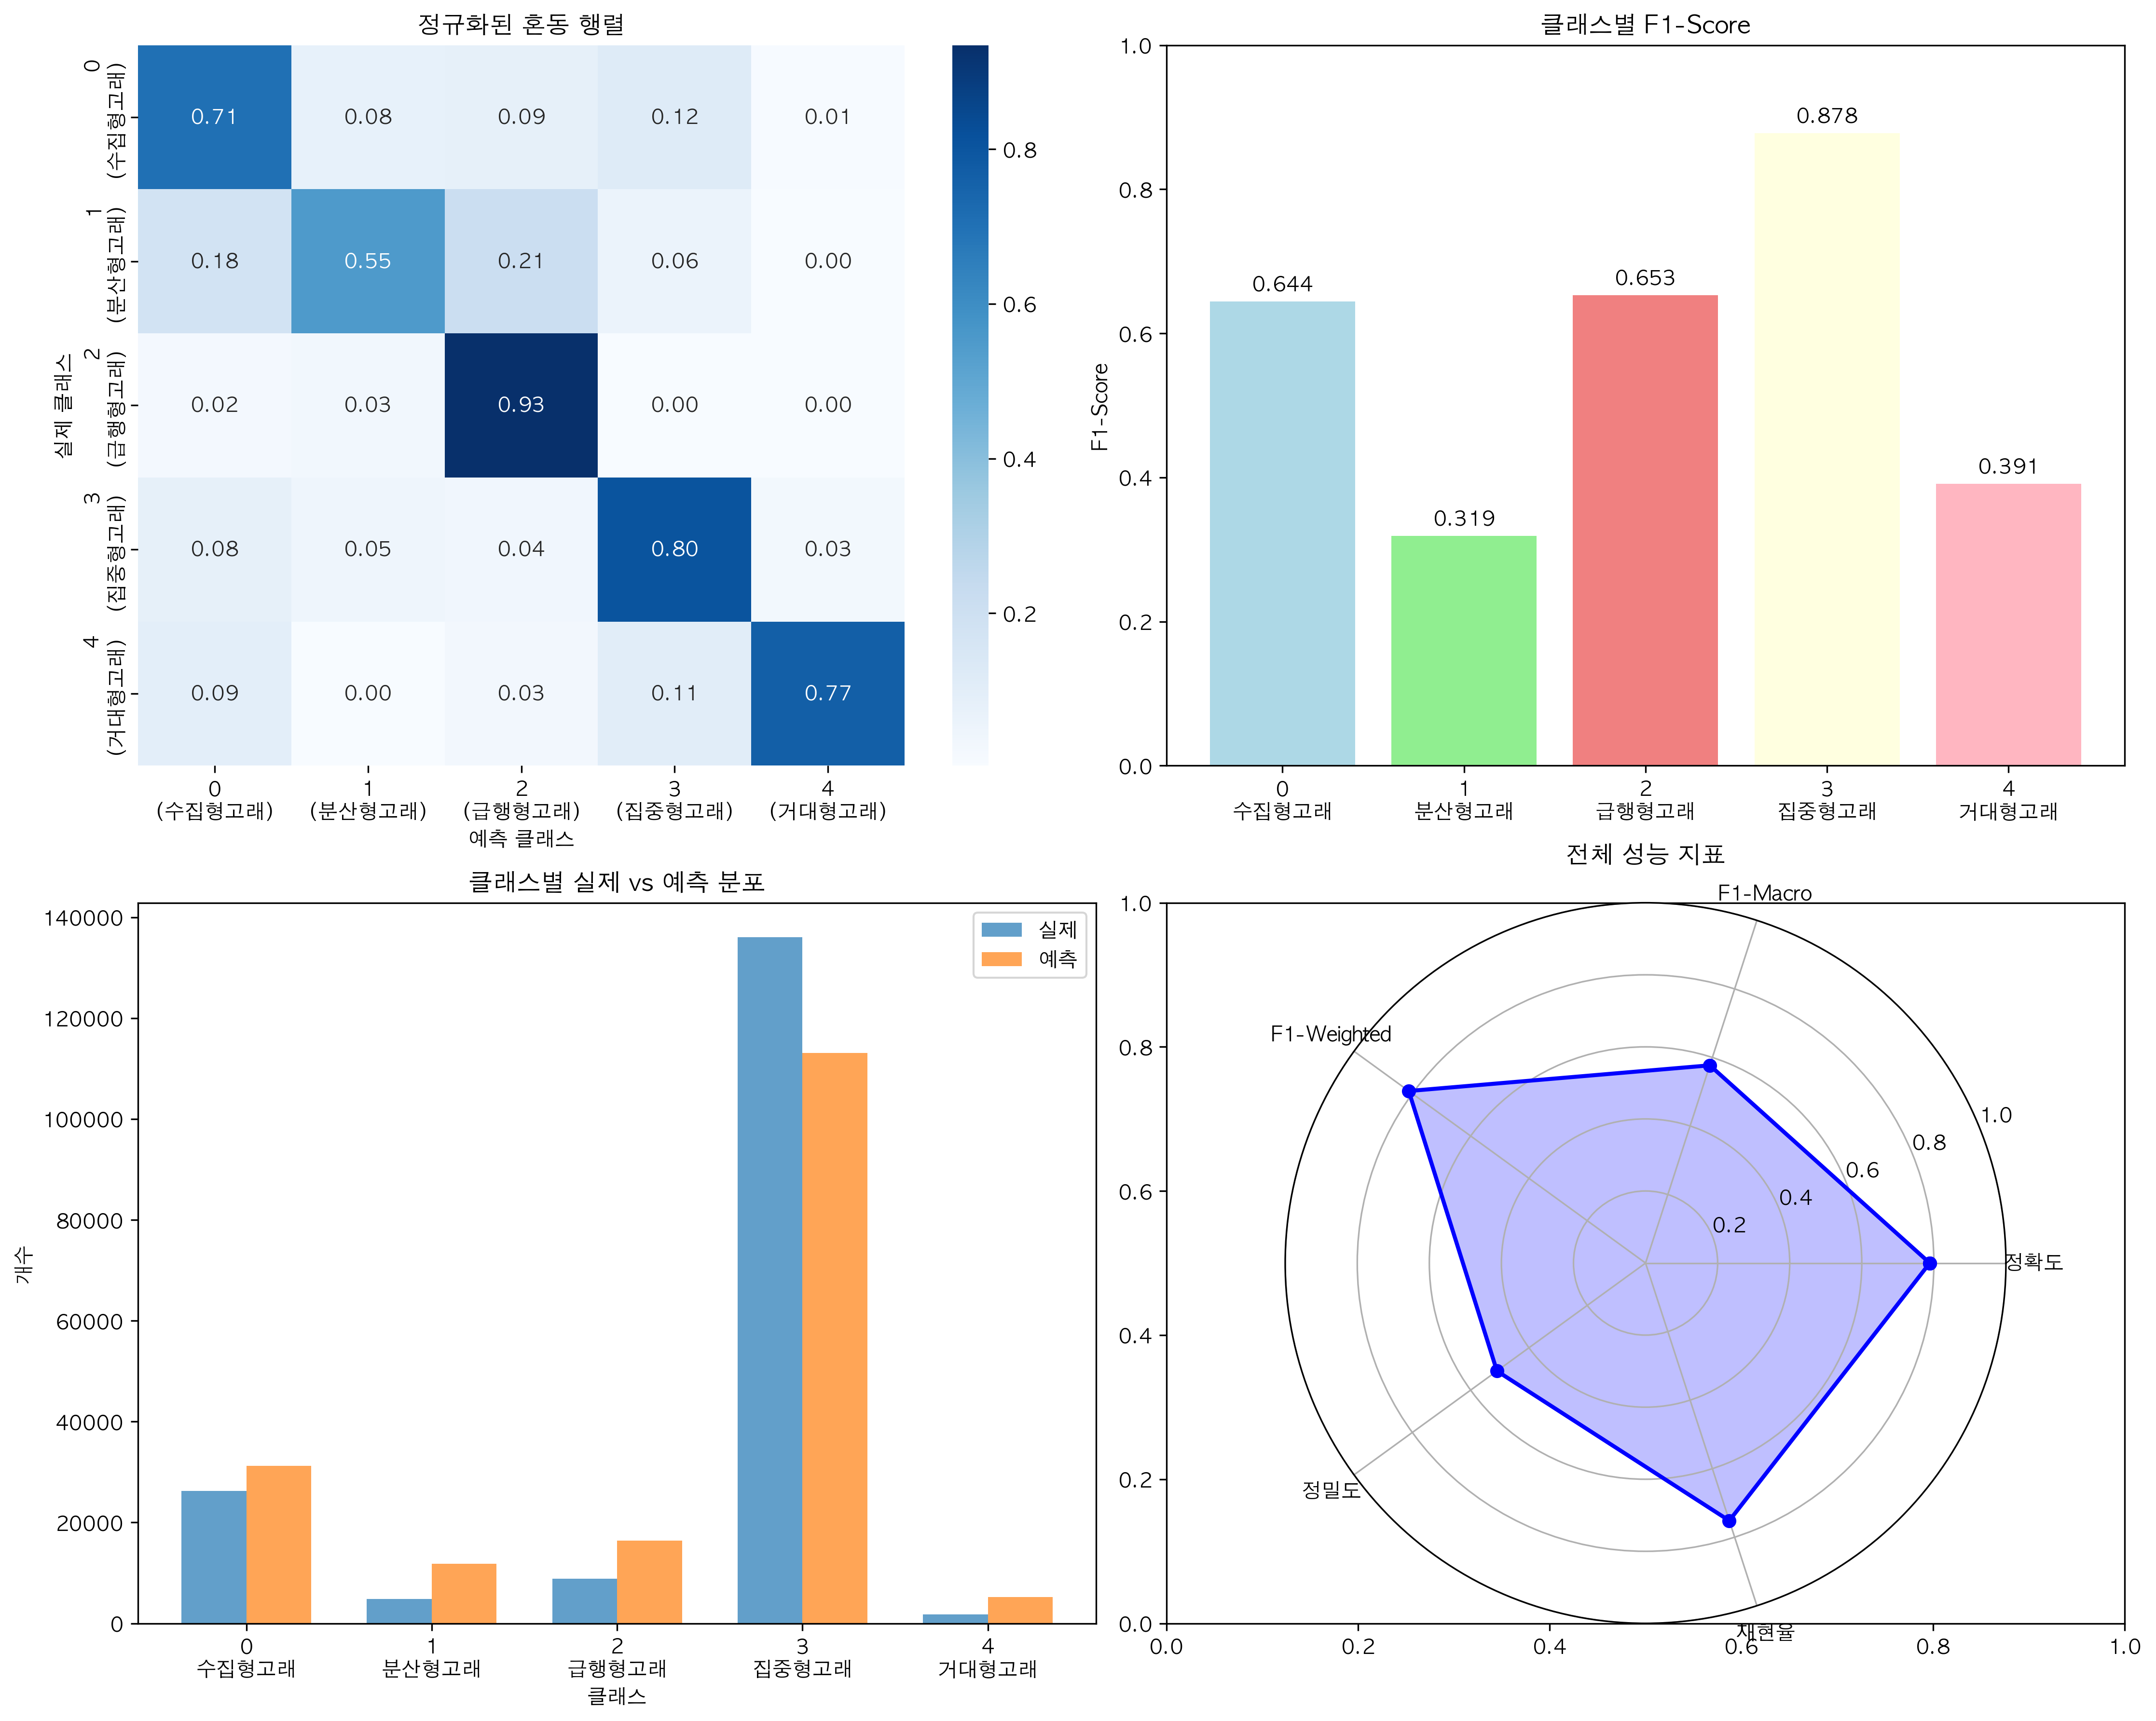 정규화된 혼동 행렬
0
(수집형고래)
0.71 0.08 0.09 0.12 0.01
1
(분산형고래)
0.18 0.55 0.21 0.06 0.00
2
(급행형고래)
0.02 0.03 0.93 0.00 0.00
3
(집중형고래)
0.08 0.05 0.04 0.80 0.03
4
(거대형고래)
0.09 0.00 0.03 0.11 0.77
실제 클래스
0 1 2 3 4
(수집형고래) (분산형고래) (급행형고래) (집중형고래) (거대형고래)
예측 클래스
0.8
0.6
0.4
0.2
클래스별 F1-Score
1.0
0.8
0.6
0.4
0.2
0.0
F1-Score
0.644
0.319
0.653
0.878
0.391
0 1 2 3 4
수집형고래 분산형고래 급행형고래 집중형고래 거대형고래
클래스별 실제 vs 예측 분포
140000
120000
100000
80000
60000
40000
20000
0
개수
실제
예측
0 1 2 3 4
수집형고래 분산형고래 급행형고래 집중형고래 거대형고래
클래스
전체 성능 지표
1.0
0.8
0.6
0.4
0.2
0.0
0.0 0.2 0.4 0.6 0.8 1.0
F1-Macro
F1-Weighted
정확도
정밀도
재현율
1.0
0.8
0.6
0.4
0.2